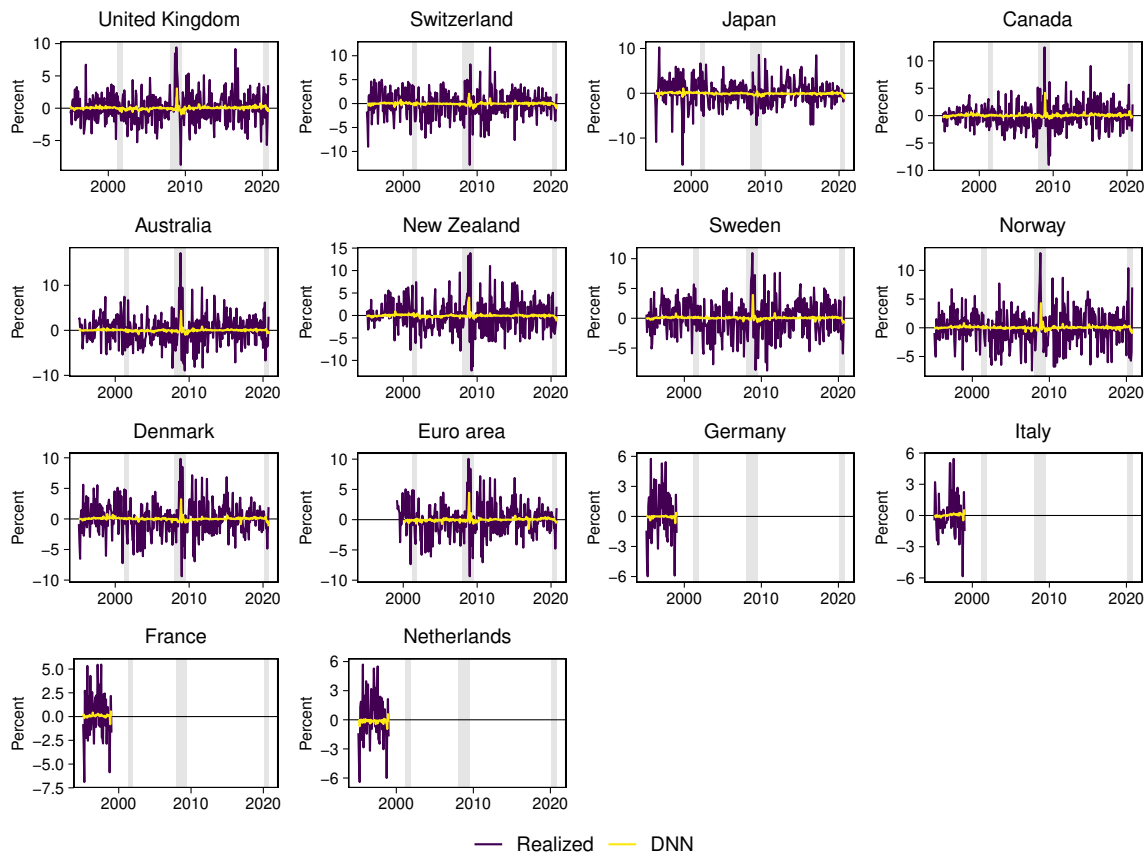 United Kingdom Switzerland Japan Canada
Percent 10 5 0 −5 2000 2010 2020
10 5 0 −5 −10 2000 2010 2020
Percent 10 0 −10 2000 2010 2020
Percent 10 5 0 −5 −10 2000 2010 2020
Australia New Zealand Sweden Norway
Percent 10 0 −10 2000 2010 2020
Percent 15 10 5 0 −5 −10 2000 2010 2020
Percent 10 5 0 −5 2000 2010 2020
Percent 10 5 0 −5 2000 2010 2020
Denmark Euro area Germany Italy
Percent 10 5 0 −5 −10 2000 2010 2020
Percent 10 5 0 −5 −10 2000 2010 2020
Percent 6 3 0 −3 −6 2000 2010 2020
Percent 6 3 0 −3 −6 2000 2010 2020
France Netherlands
Percent 5.0 2.5 0.0 −2.5 −5.0 −7.5 2000 2010 2020
Percent 6 3 0 −3 −6 2000 2010 2020
Realized DNN